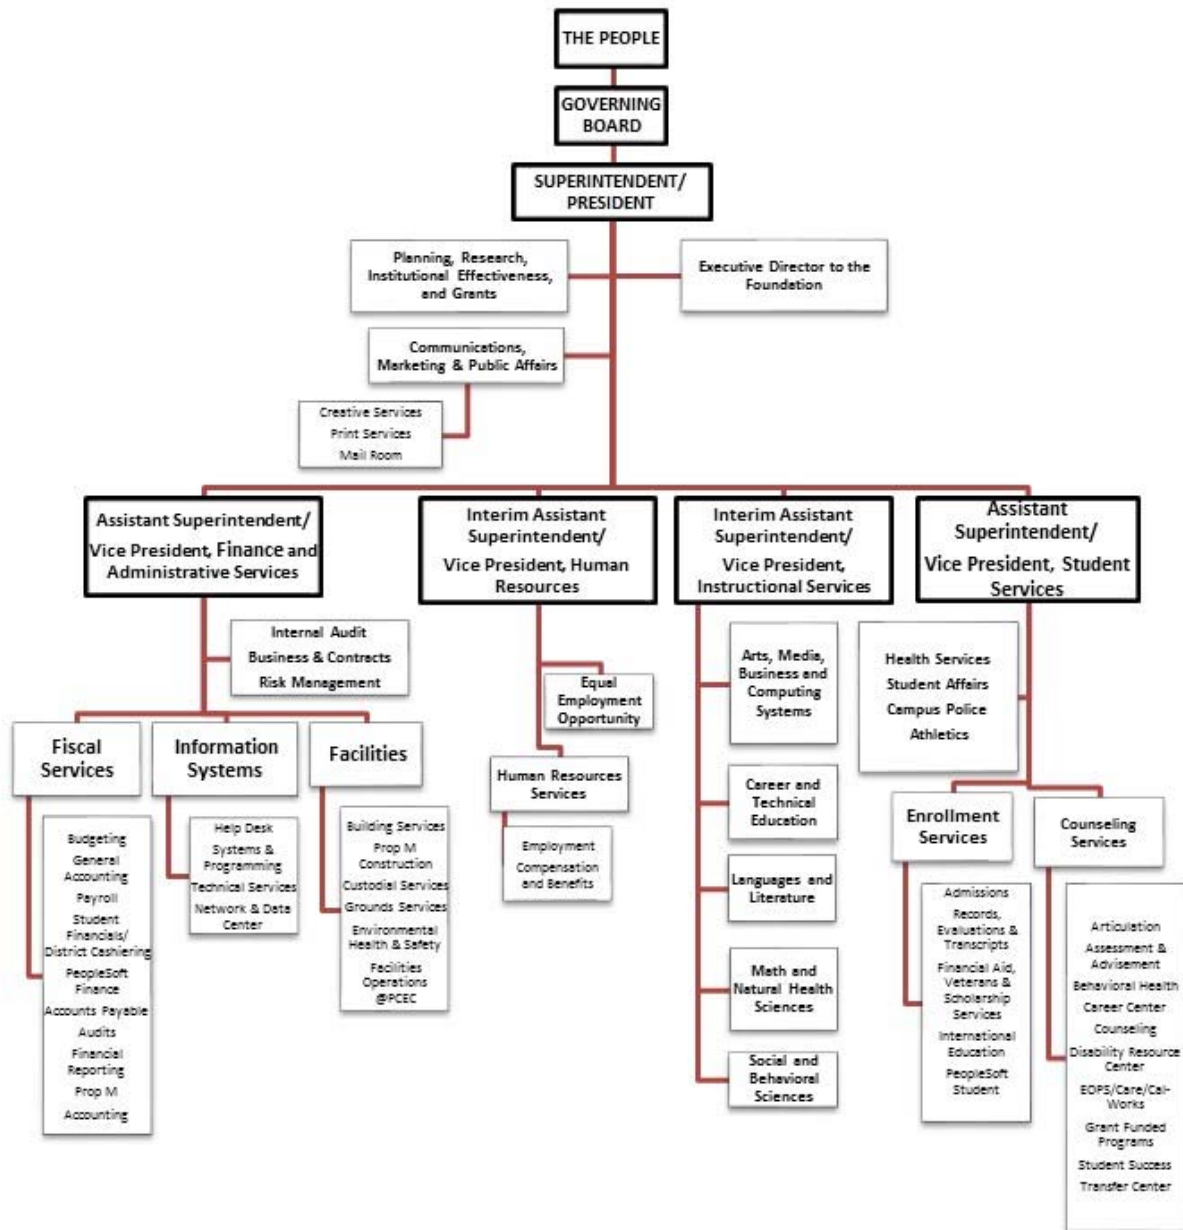 THE PEOPLE
GOVERNING
BOARD
SUPERINTENDENT/
PRESIDENT
Planning, Research,
Institutional Effectiveness,
and Grants
Executive Director to the
Foundation
Communications,
Marketing & Public Affairs
Creative Services
Print Services
Mail Room
Assistant Superintendent/
Vice President, Finance and
Administrative Services
Interim Assistant
Superintendent/
Vice President, Human
Resources
Interim Assistant
Superintendent/
Vice President,
Instructional Services
Assistant
Superintendent/
Vice President, Student
Services
Internal Audit
Business & Contracts
Risk Management
Fiscal
Services
Budgeting
General
Accounting
Payroll
Student
Financials/
District Cashiering
PeopleSoft
Finance
Accounts Payable
Audits
Financial
Reporting
Prop M
Accounting
Information
Systems
Help Desk
Systems &
Programming
Technical Services
Network & Data
Center
Facilities
Building Services
Prop M
Construction
Custodial Services
Grounds Services
Environmental
Health & Safety
Facilities
Operations
@PCEC
Equal
Employment
Opportunity
Human Resources
Services
Employment
Compensation
and Benefits
Arts, Media,
Business and
Computing
Systems
Career and
Technical
Education
Languages and
Literature
Math and
Natural Health
Sciences
Social and
Behavioral
Sciences
Health Services
Student Affairs
Campus Police
Athletics
Enrollment
Services
Admissions
Records,
Evaluations &
Transcripts
Financial Aid,
Veterans &
Scholarship
Services
International
Education
PeopleSoft
Student
Counseling
Services
Articulation
Assessment &
Advisement
Behavioral Health
Career Center
Counseling
Disability Resource
Center
EOPS/Care/Cal-
Works
Grant Funded
Programs
Student Success
Transfer Center